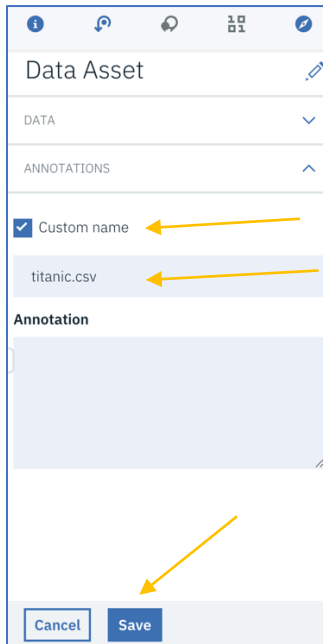 Data Asset
DATA
ANNOTATIONS
Custom name
titanic.csv
Annotation
Cancel Save